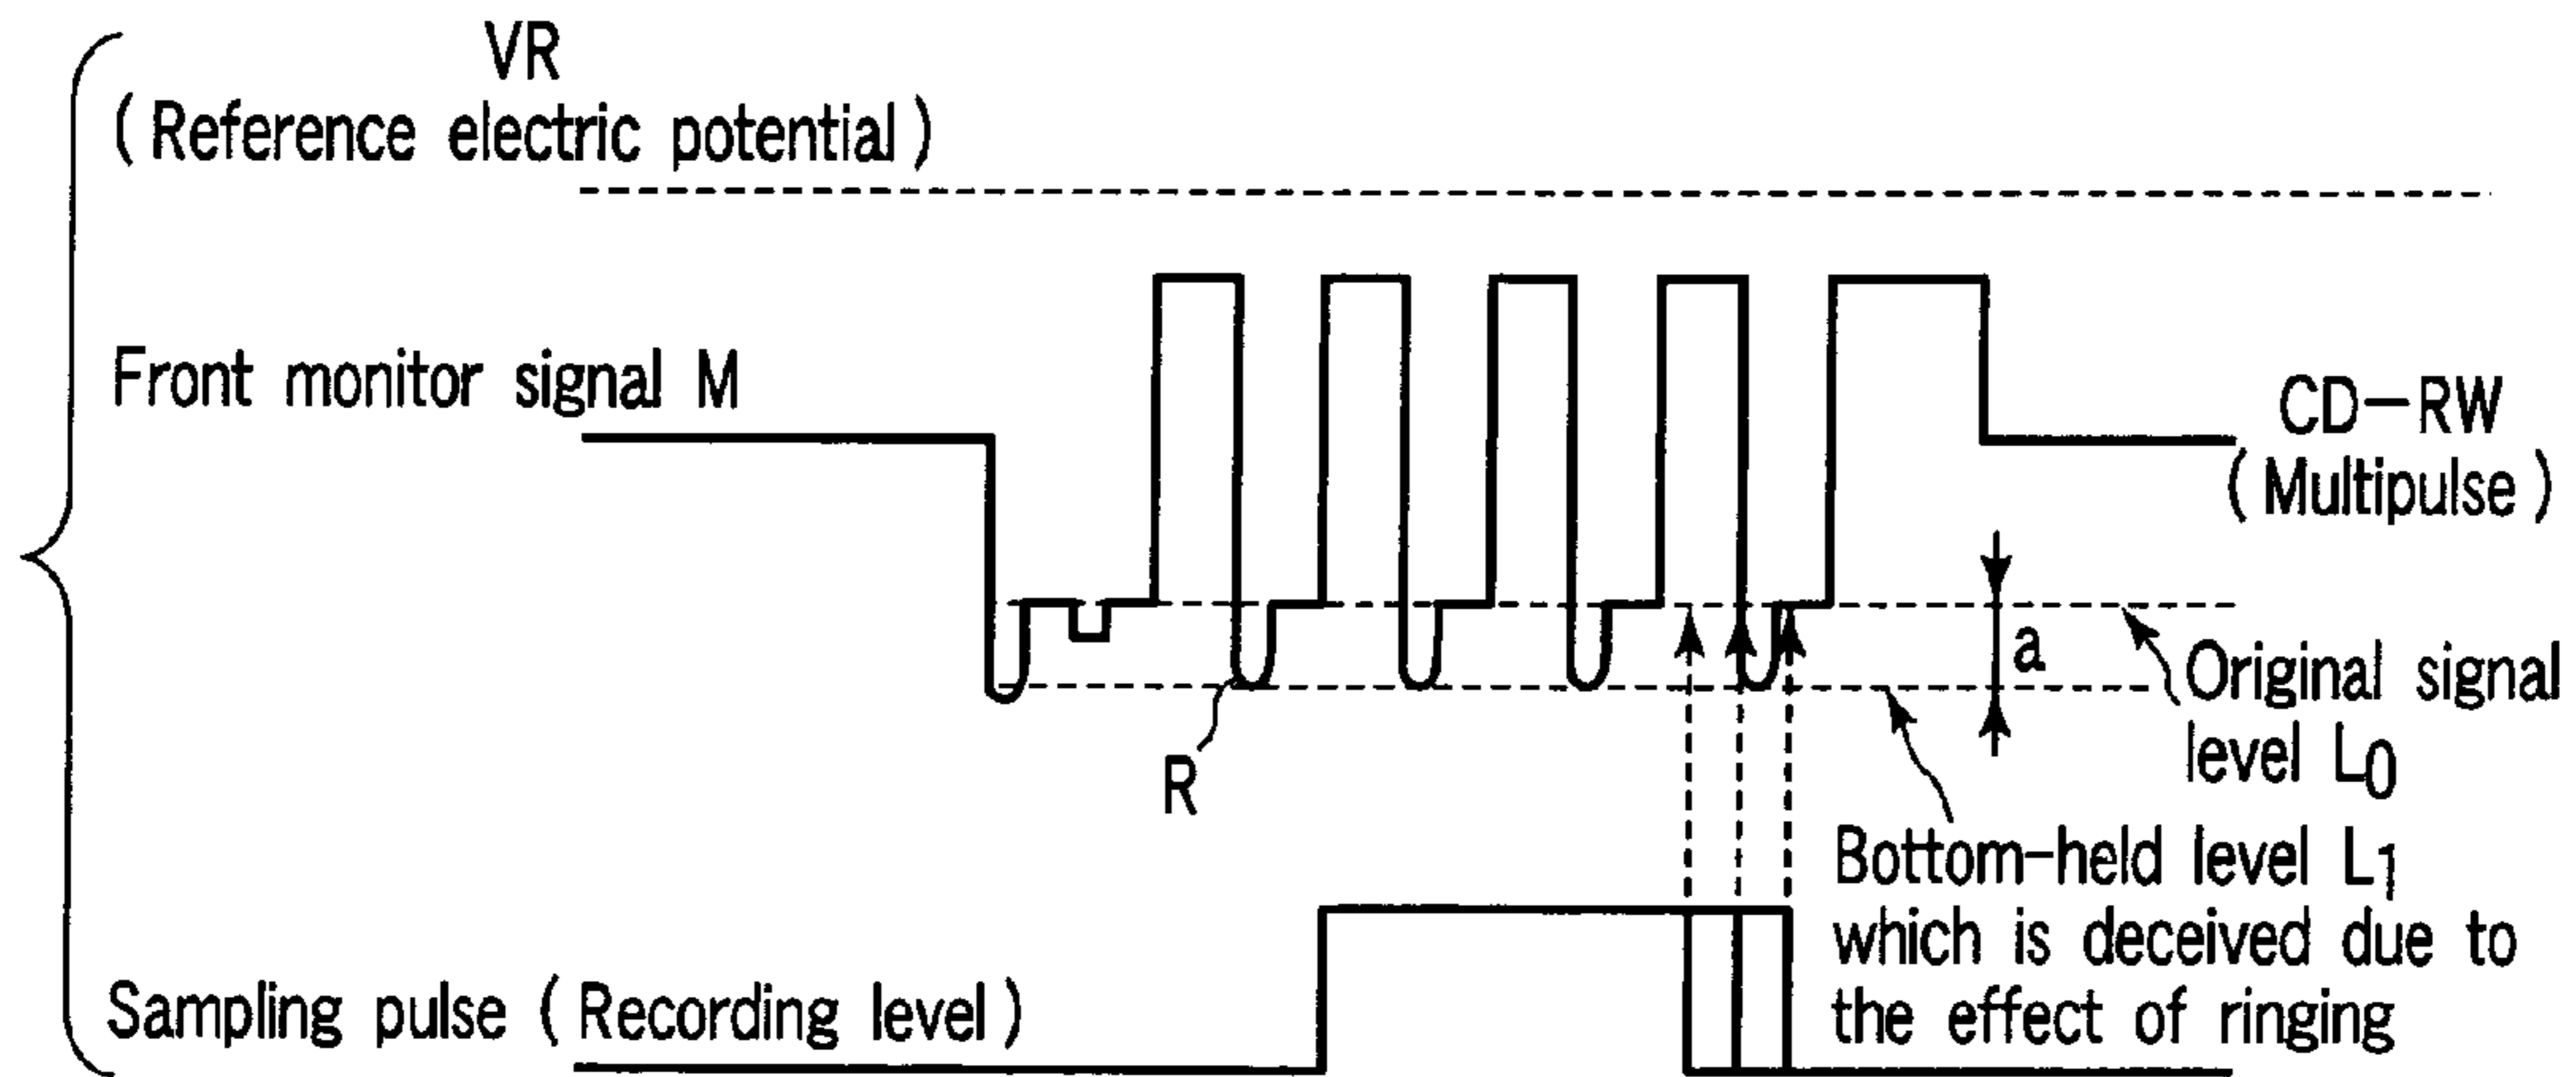 VR
( Reference electric potential )
Front monitor signal M
CD-RW
( Multipulse )
a
Original signal
level L0
R
Bottom-held level L1
which is deceived due to
the effect of ringing
Sampling pulse ( Recording level )